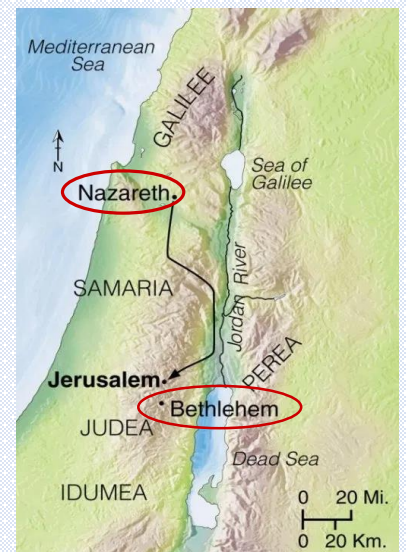 Mediterranean
Sea
GALILEE
N
Sea of
Galilee
Nazareth
SAMARIA
Jordan River
PEREA
Jerusalem
Bethlehem
JUDEA
Dead Sea
IDUMEA
0 20 Mi.
0 20 Km.